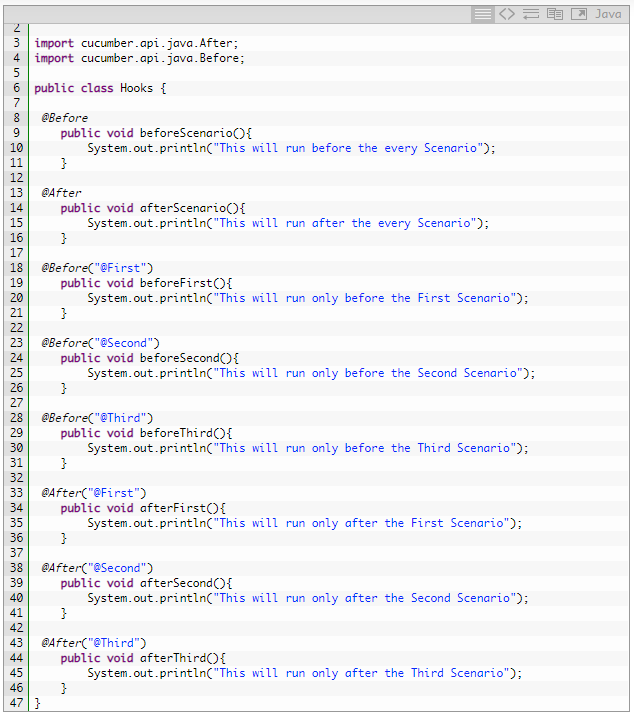 Java
2
3 import cucumber.api.java.After;
4 import cucumber.api.java.Before;
5
6 public class Hooks {
7
8 @Before
9 public void beforeScenario(){
10 System.out.println("This will run before the every Scenario");
11 }
12
13 @After
14 public void afterScenario(){
15 System.out.println("This will run after the every Scenario");
16 }
17
18 @Before("@First")
19 public void beforeFirst(){
20 System.out.println("This will run only before the First Scenario");
21 }
22
23 @Before("@Second")
24 public void beforeSecond(){
25 System.out.println("This will run only before the Second Scenario");
26 }
27
28 @Before("@Third")
29 public void beforeThird(){
30 System.out.println("This will run only before the Third Scenario");
31 }
32
33 @After("@First")
34 public void afterFirst(){
35 System.out.println("This will run only after the First Scenario");
36 }
37
38 @After("@Second")
39 public void afterSecond(){
40 System.out.println("This will run only after the Second Scenario");
41 }
42
43 @After("@Third")
44 public void afterThird(){
45 System.out.println("This will run only after the Third Scenario");
46 }
47 }